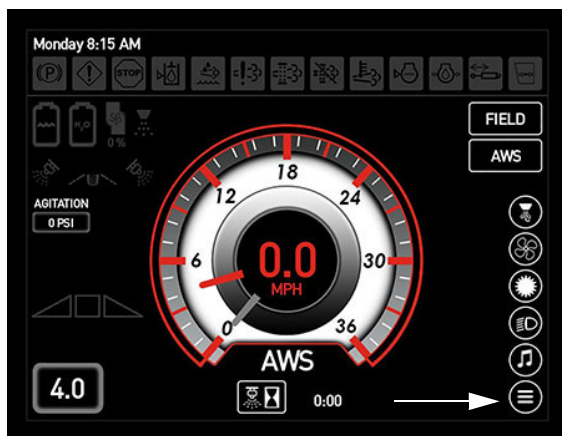 Monday 8:15 AM
STOP
H₂O
0 %
FIELD
AWS
AGITATION
0 PSI
0
6
12
18
24
30
36
0.0
MPH
AWS
4.0
0:00